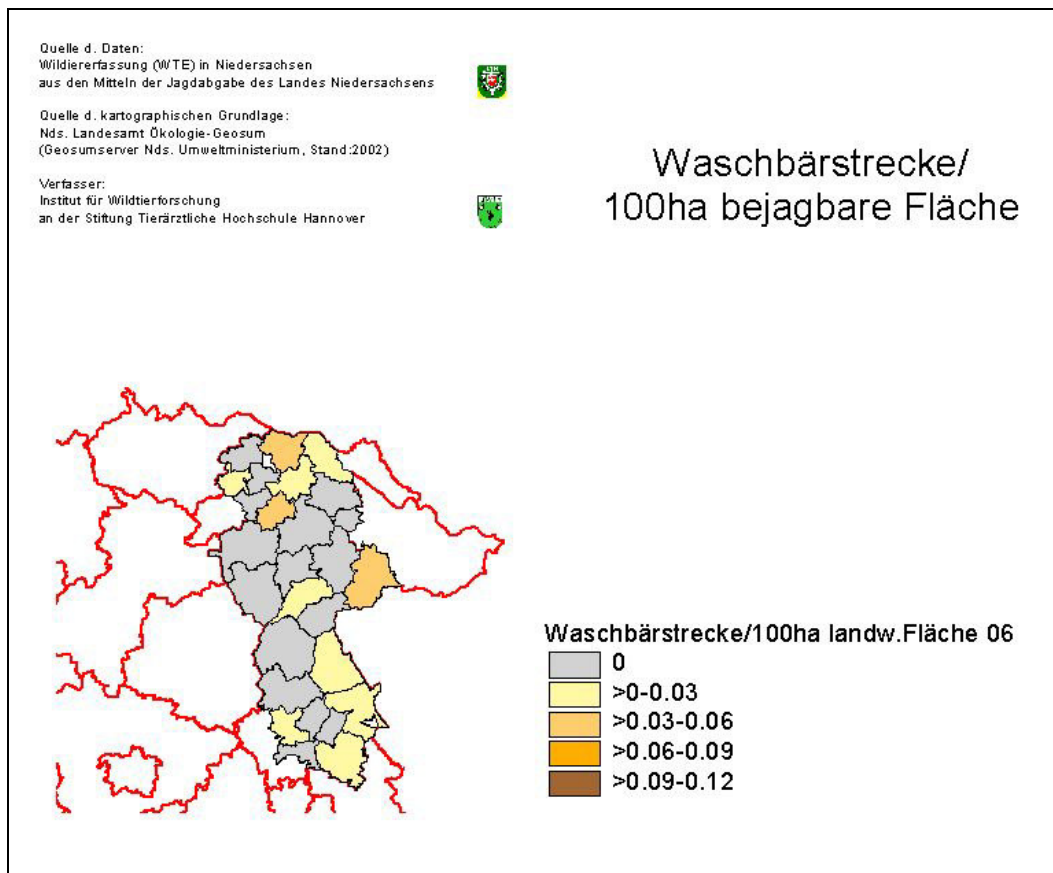 Quelle d. Daten:
Wildiererfassung (WTE) in Niedersachsen
aus den Mitteln der Jagdabgabe des Landes Niedersachsens
Quelle d. kartographischen Grundlage:
Nds. Landesamt Ökologie-Geosum
(Geosumserver Nds. Umweltministerium, Stand:2002)
Verfasser:
Institut für Wildtierforschung
an der Stiftung Tierärztliche Hochschule Hannover
Waschbärstrecke/
100ha bejagbare Fläche
Waschbärstrecke/100ha landw.Fläche 06
0
>0-0.03
>0.03-0.06
>0.06-0.09
>0.09-0.12